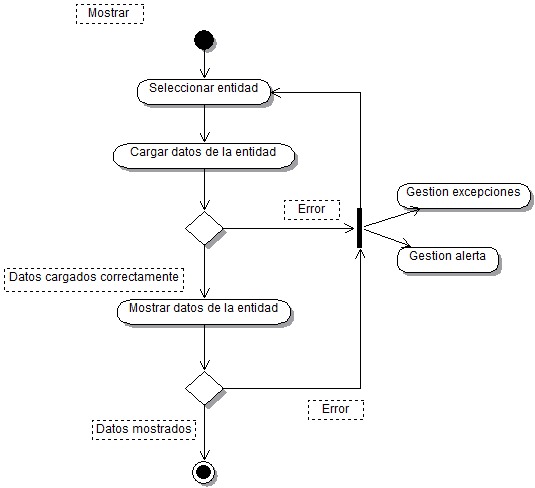 Mostrar
Seleccionar entidad
Cargar datos de la entidad
Gestion excepciones
Error
Gestion alerta
Datos cargados correctamente
Mostrar datos de la entidad
Error
Datos mostrados